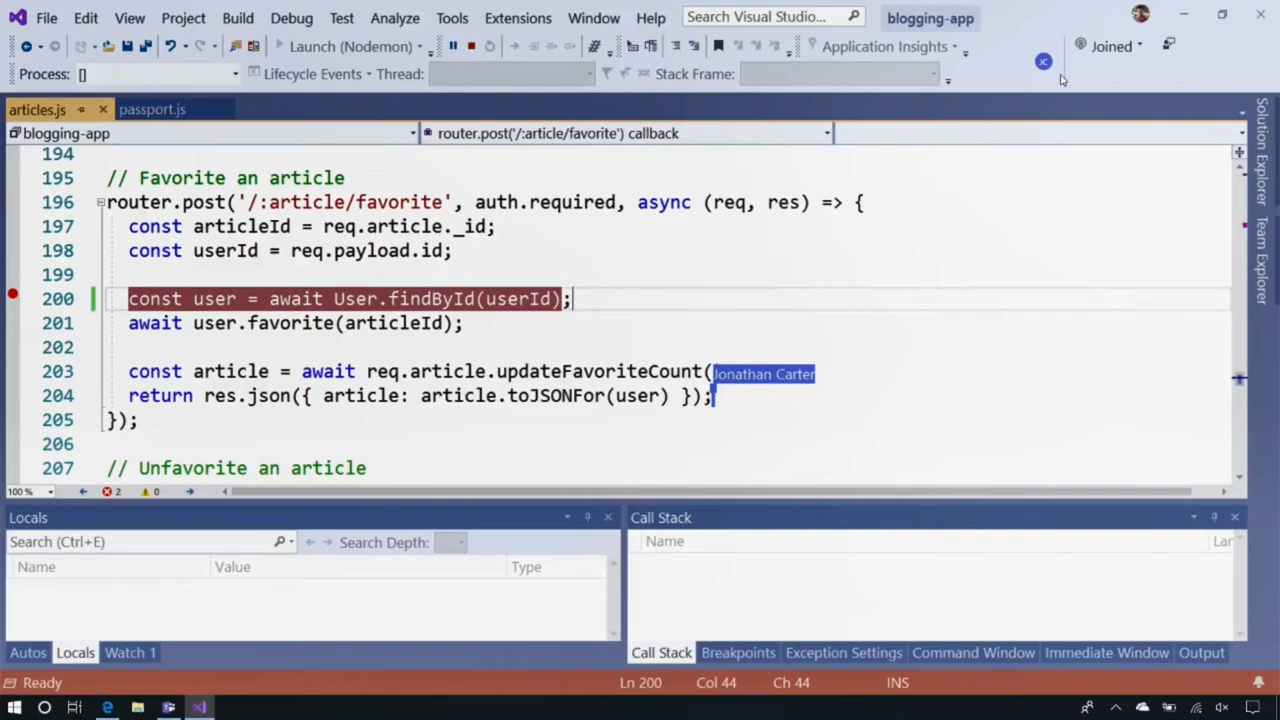 File Edit View Project Build Debug Test Analyze Tools Extensions Window Help Search Visual Studio... blogging-app
Launch (Nodemon) Application Insights Joined
Process: [] Lifecycle Events Thread: Stack Frame: JC
articles.js passport.js
blogging-app router.post('/:article/favorite') callback
194
195 // Favorite an article
196 router.post('/:article/favorite', auth.required, async (req, res) => {
197 const articleId = req.article._id;
198 const userId = req.payload.id;
199
200 const user = await User.findById(userId);
201 await user.favorite(articleId);
202
203 const article = await req.article.updateFavoriteCount( Jonathan Carter
204 return res.json({ article: article.toJSONFor(user) });
205 });
206
207 // Unfavorite an article
100 % 2 0
Locals Call Stack
Search (Ctrl+E) Search Depth: Name Lar
Name Value Type
Autos Locals Watch 1 Call Stack Breakpoints Exception Settings Command Window Immediate Window Output
Ready Ln 200 Col 44 Ch 44 INS
Solution Explorer
Team Explorer